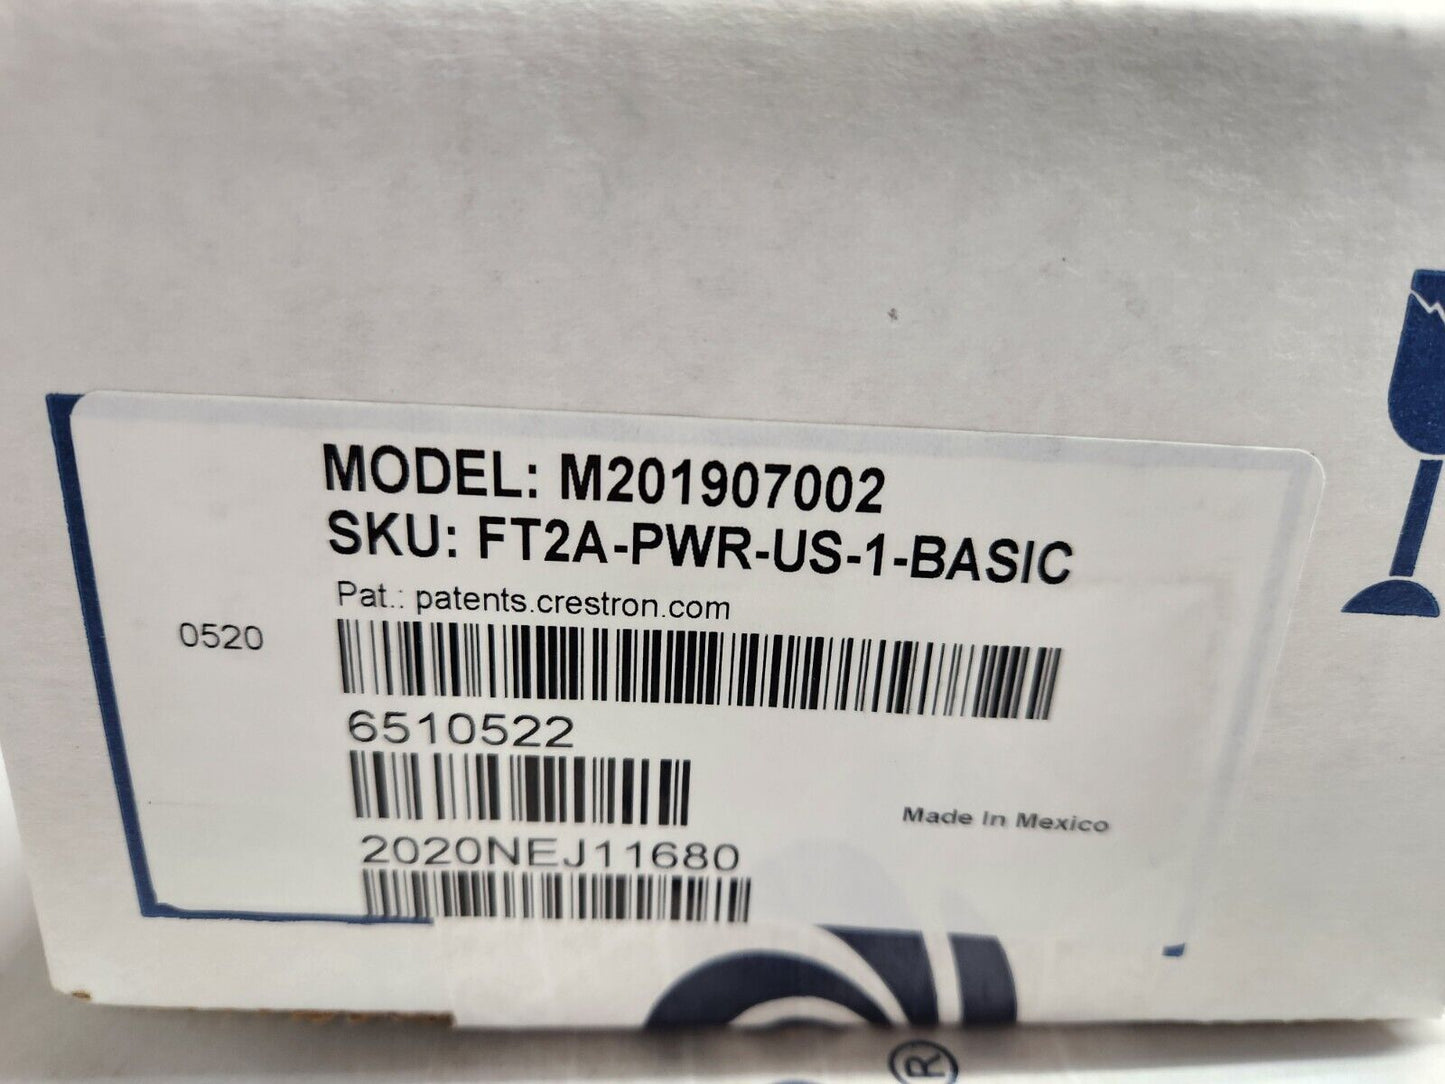 MODEL: M201907002
SKU: FT2A-PWR-US-1-BASIC
Pat.: patents.crestron.com
0520
6510522
2020NEJ11680
Made In Mexico
®